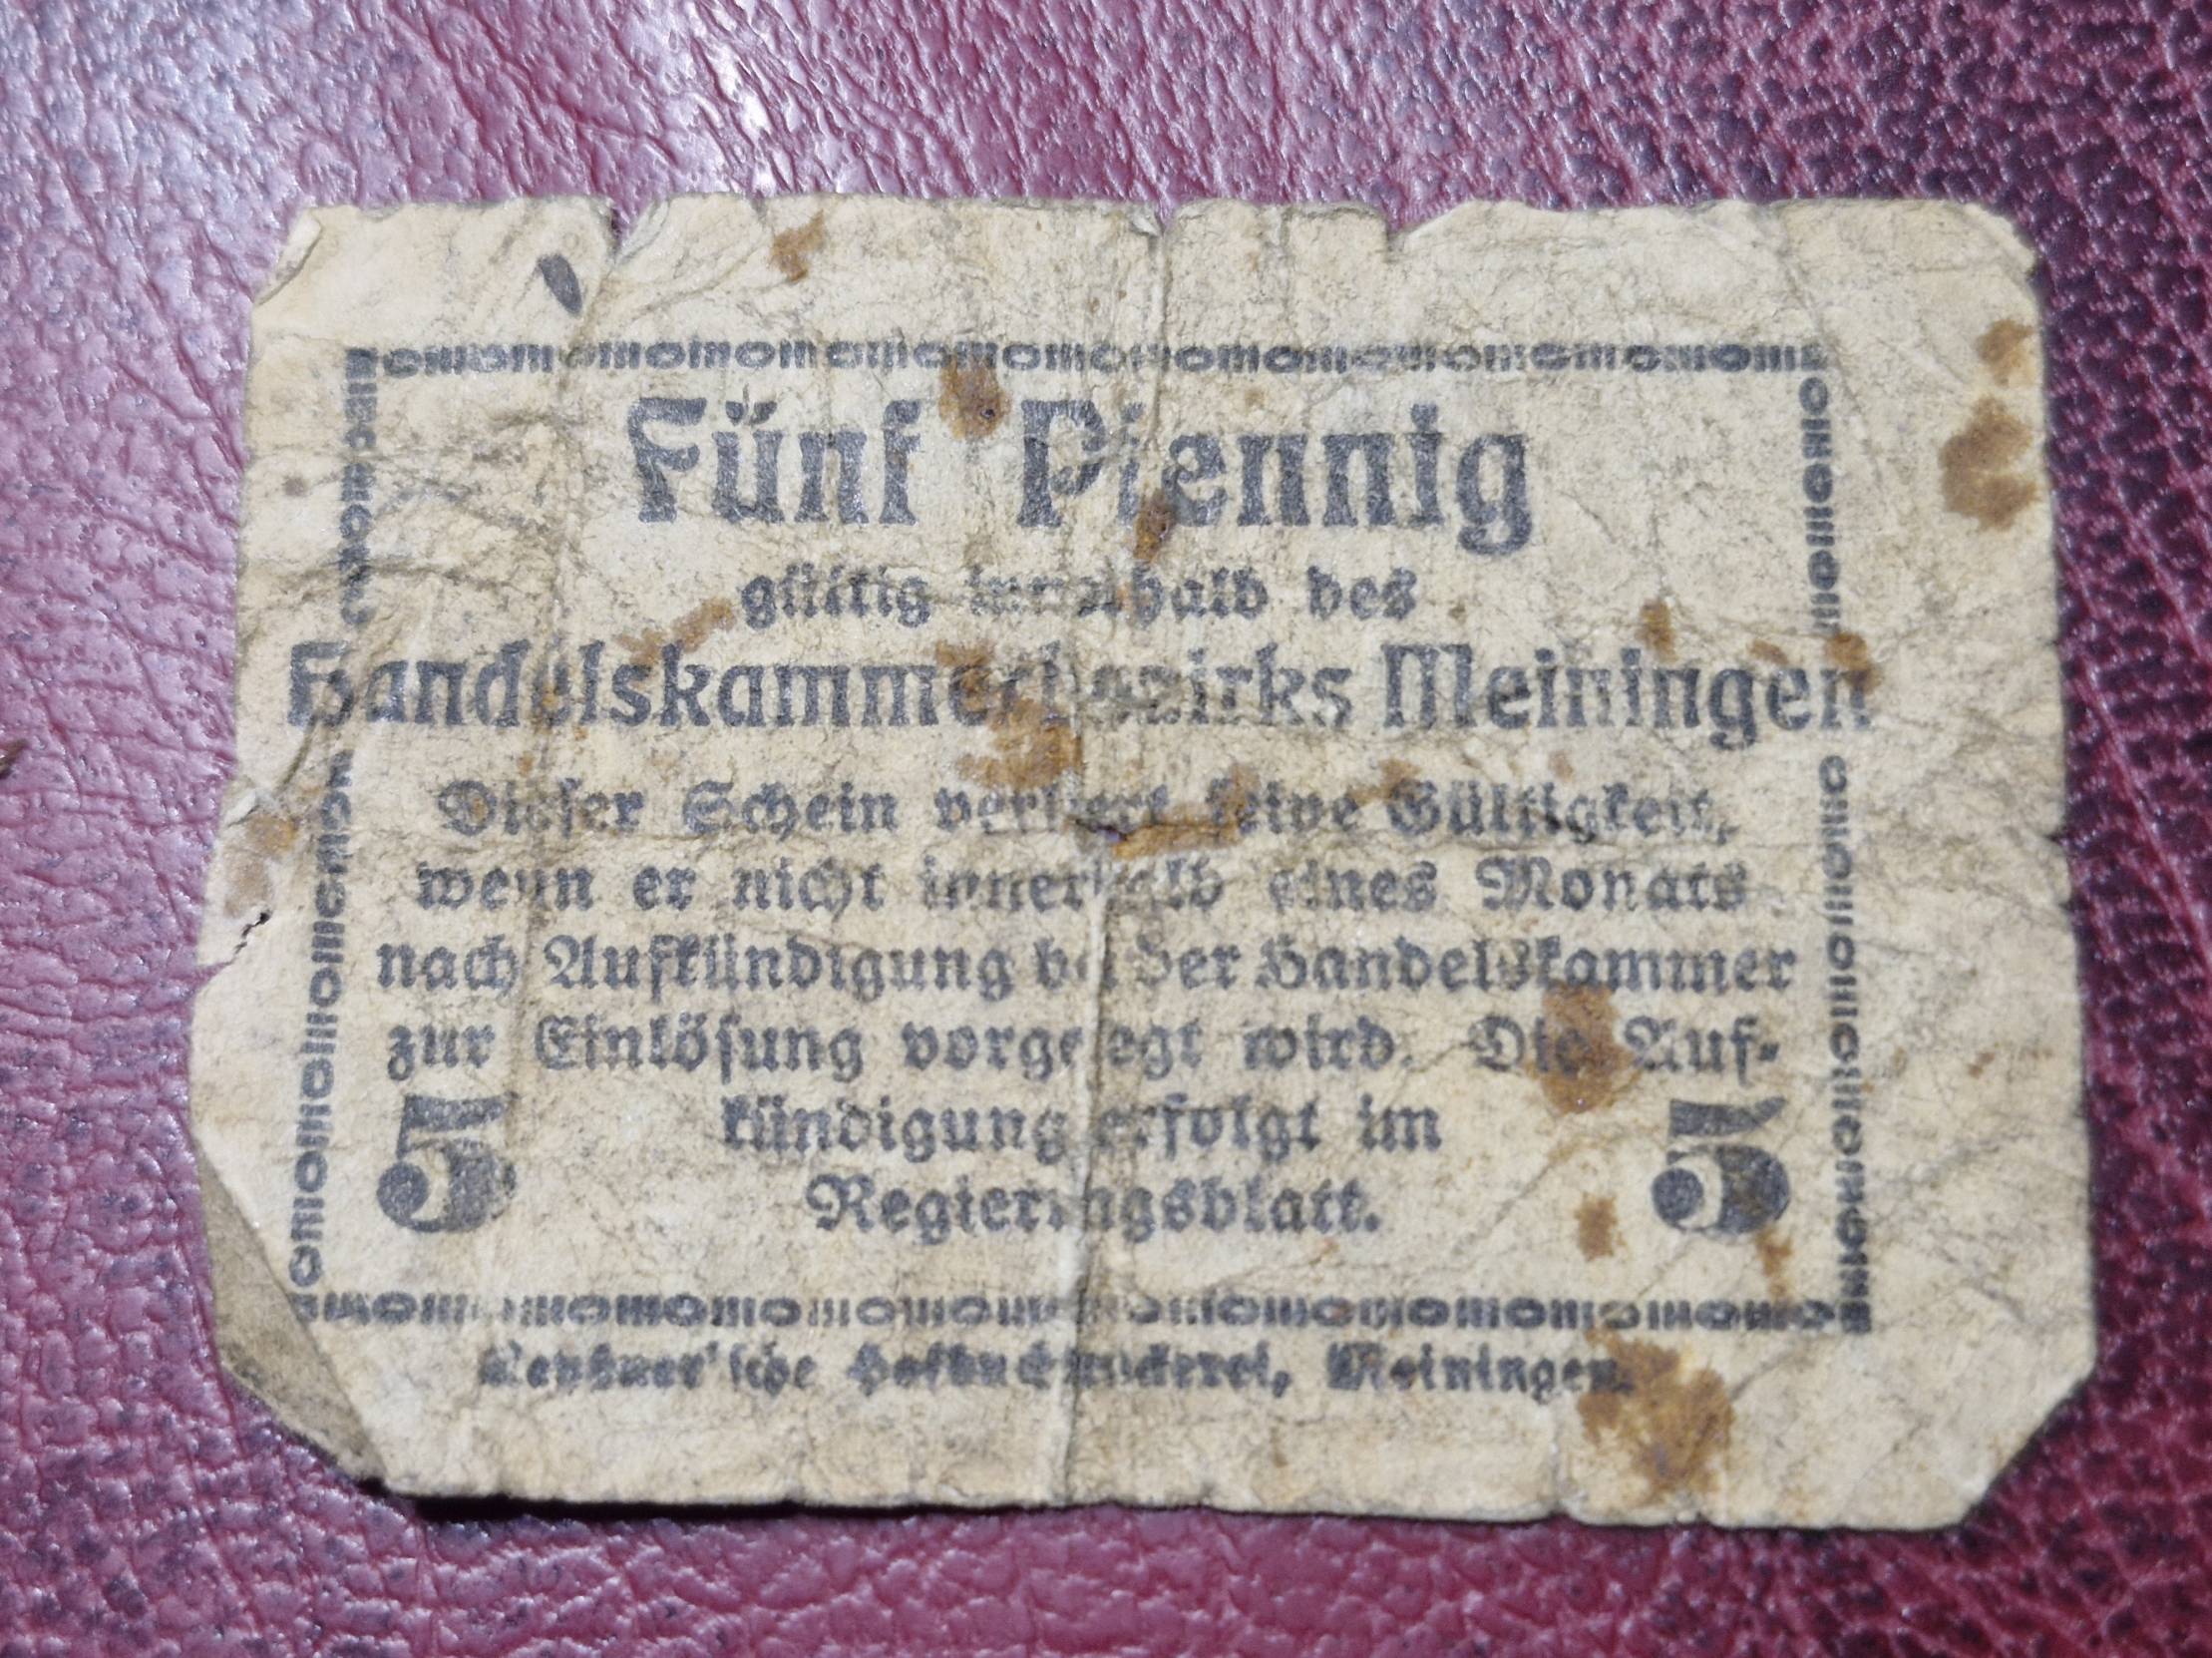 Fünf Pfennig
gültig innerhalb des
Handelskammerbezirks Meiningen
Dieser Schein verliert seine Gültigkeit,
wenn er nicht innerhalb eines Monats
nach Aufkündigung bei der Handelskammer
zur Einlösung vorgelegt wird. Die Auf-
5 kündigung erfolgt im 5
Regierungsblatt.
Keyßner'sche Hofbuchdruckerei, Meiningen.